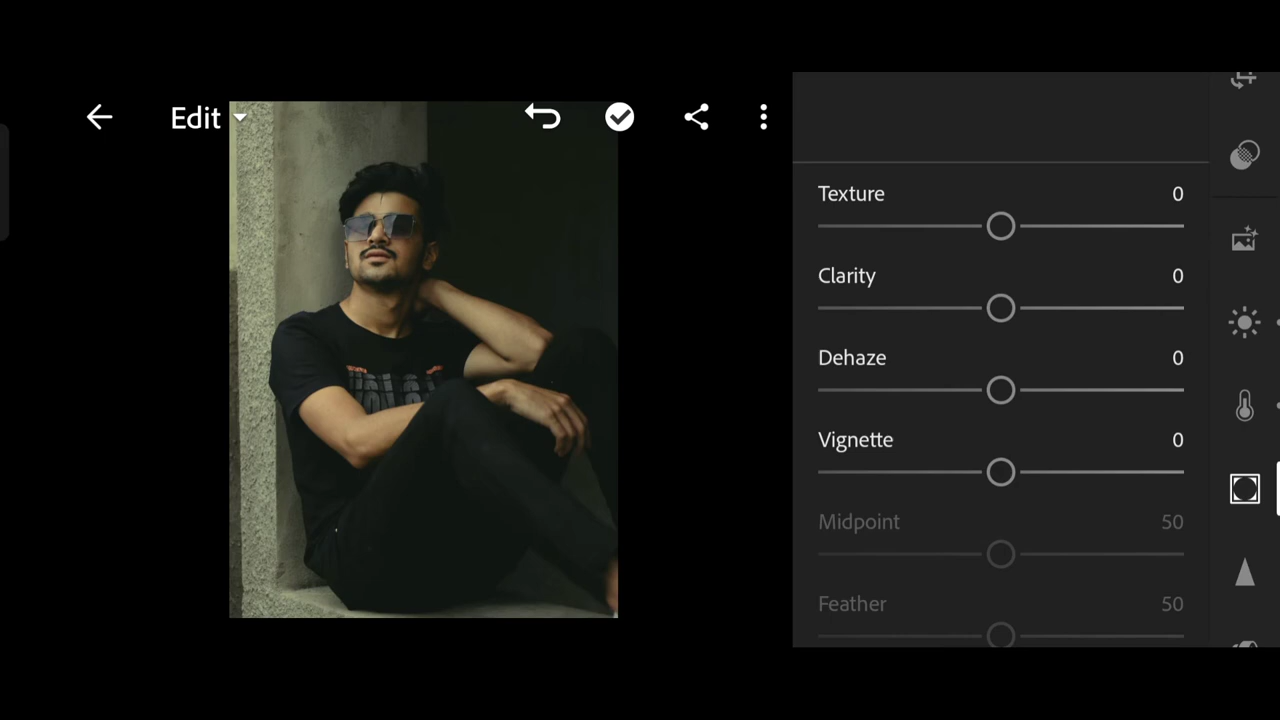 Edit
Texture 0
Clarity 0
Dehaze 0
Vignette 0
Midpoint 50
Feather 50